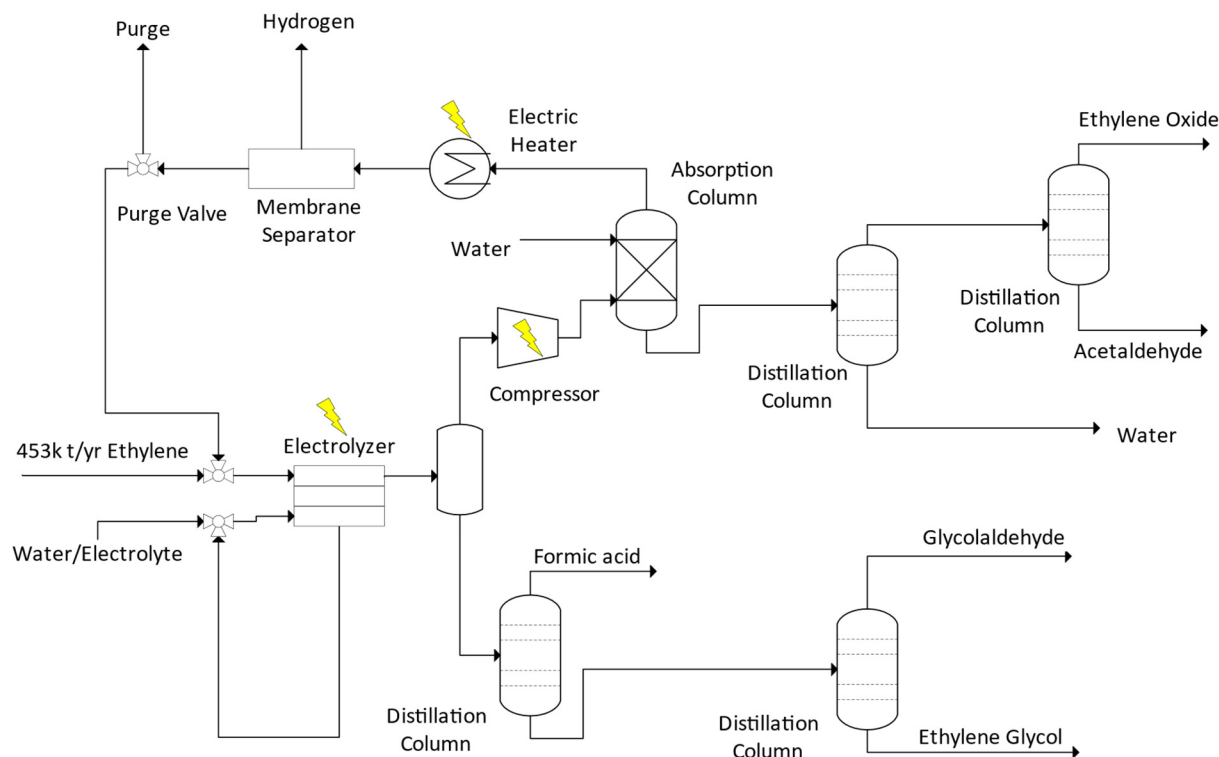 Purge
Hydrogen
Electric
Heater
Ethylene Oxide
Absorption
Column
Purge Valve
Membrane
Separator
Water
Distillation
Column
Acetaldehyde
Compressor
Distillation
Column
Water
453k t/yr Ethylene
Electrolyzer
Water/Electrolyte
Formic acid
Glycolaldehyde
Distillation
Column
Distillation
Column
Ethylene Glycol